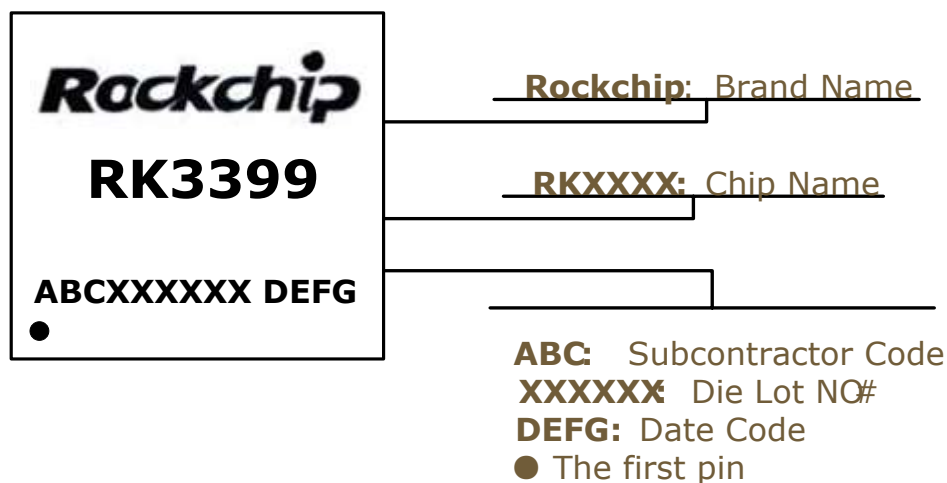 Rockchip
RK3399
ABCXXXXXX DEFG
●
Rockchip: Brand Name
RKXXXX: Chip Name
ABC: Subcontractor Code
XXXXXX: Die Lot NO#
DEFG: Date Code
● The first pin